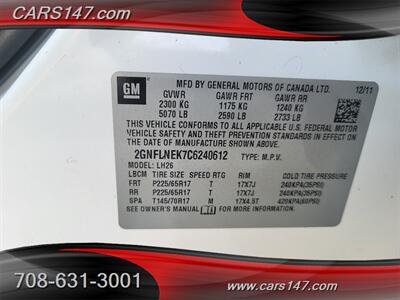 CARS147.com
GM
MFD BY GENERAL MOTORS OF CANADA LTD. 12/11
GVWR GAWR FRT GAWR RR
2300 KG 1175 KG 1240 KG
5070 LB 2590 LB 2733 LB
THIS VEHICLE CONFORMS TO ALL APPLICABLE U.S. FEDERAL
MOTOR VEHICLE SAFETY, BUMPER, AND THEFT
PREVENTION STANDARDS IN EFFECT ON
THE DATE OF MANUFACTURE SHOWN ABOVE.
2GNFLNEK7C6240612 TYPE: M.P.V.
MODEL: LH26
LBCM TIRE SIZE SPEED RTG RIM COLD TIRE PRESSURE
FRT P225/65R17 T 17X7J 240KPA(35PSI)
RR P225/65R17 T 17X7J 240KPA(35PSI)
SPA T145/70R17 M 17X4.5T 420KPA(60PSI)
SEE OWNER'S MANUAL FOR ADDITIONAL INFORMATION
708-631-3001
CARS147.com